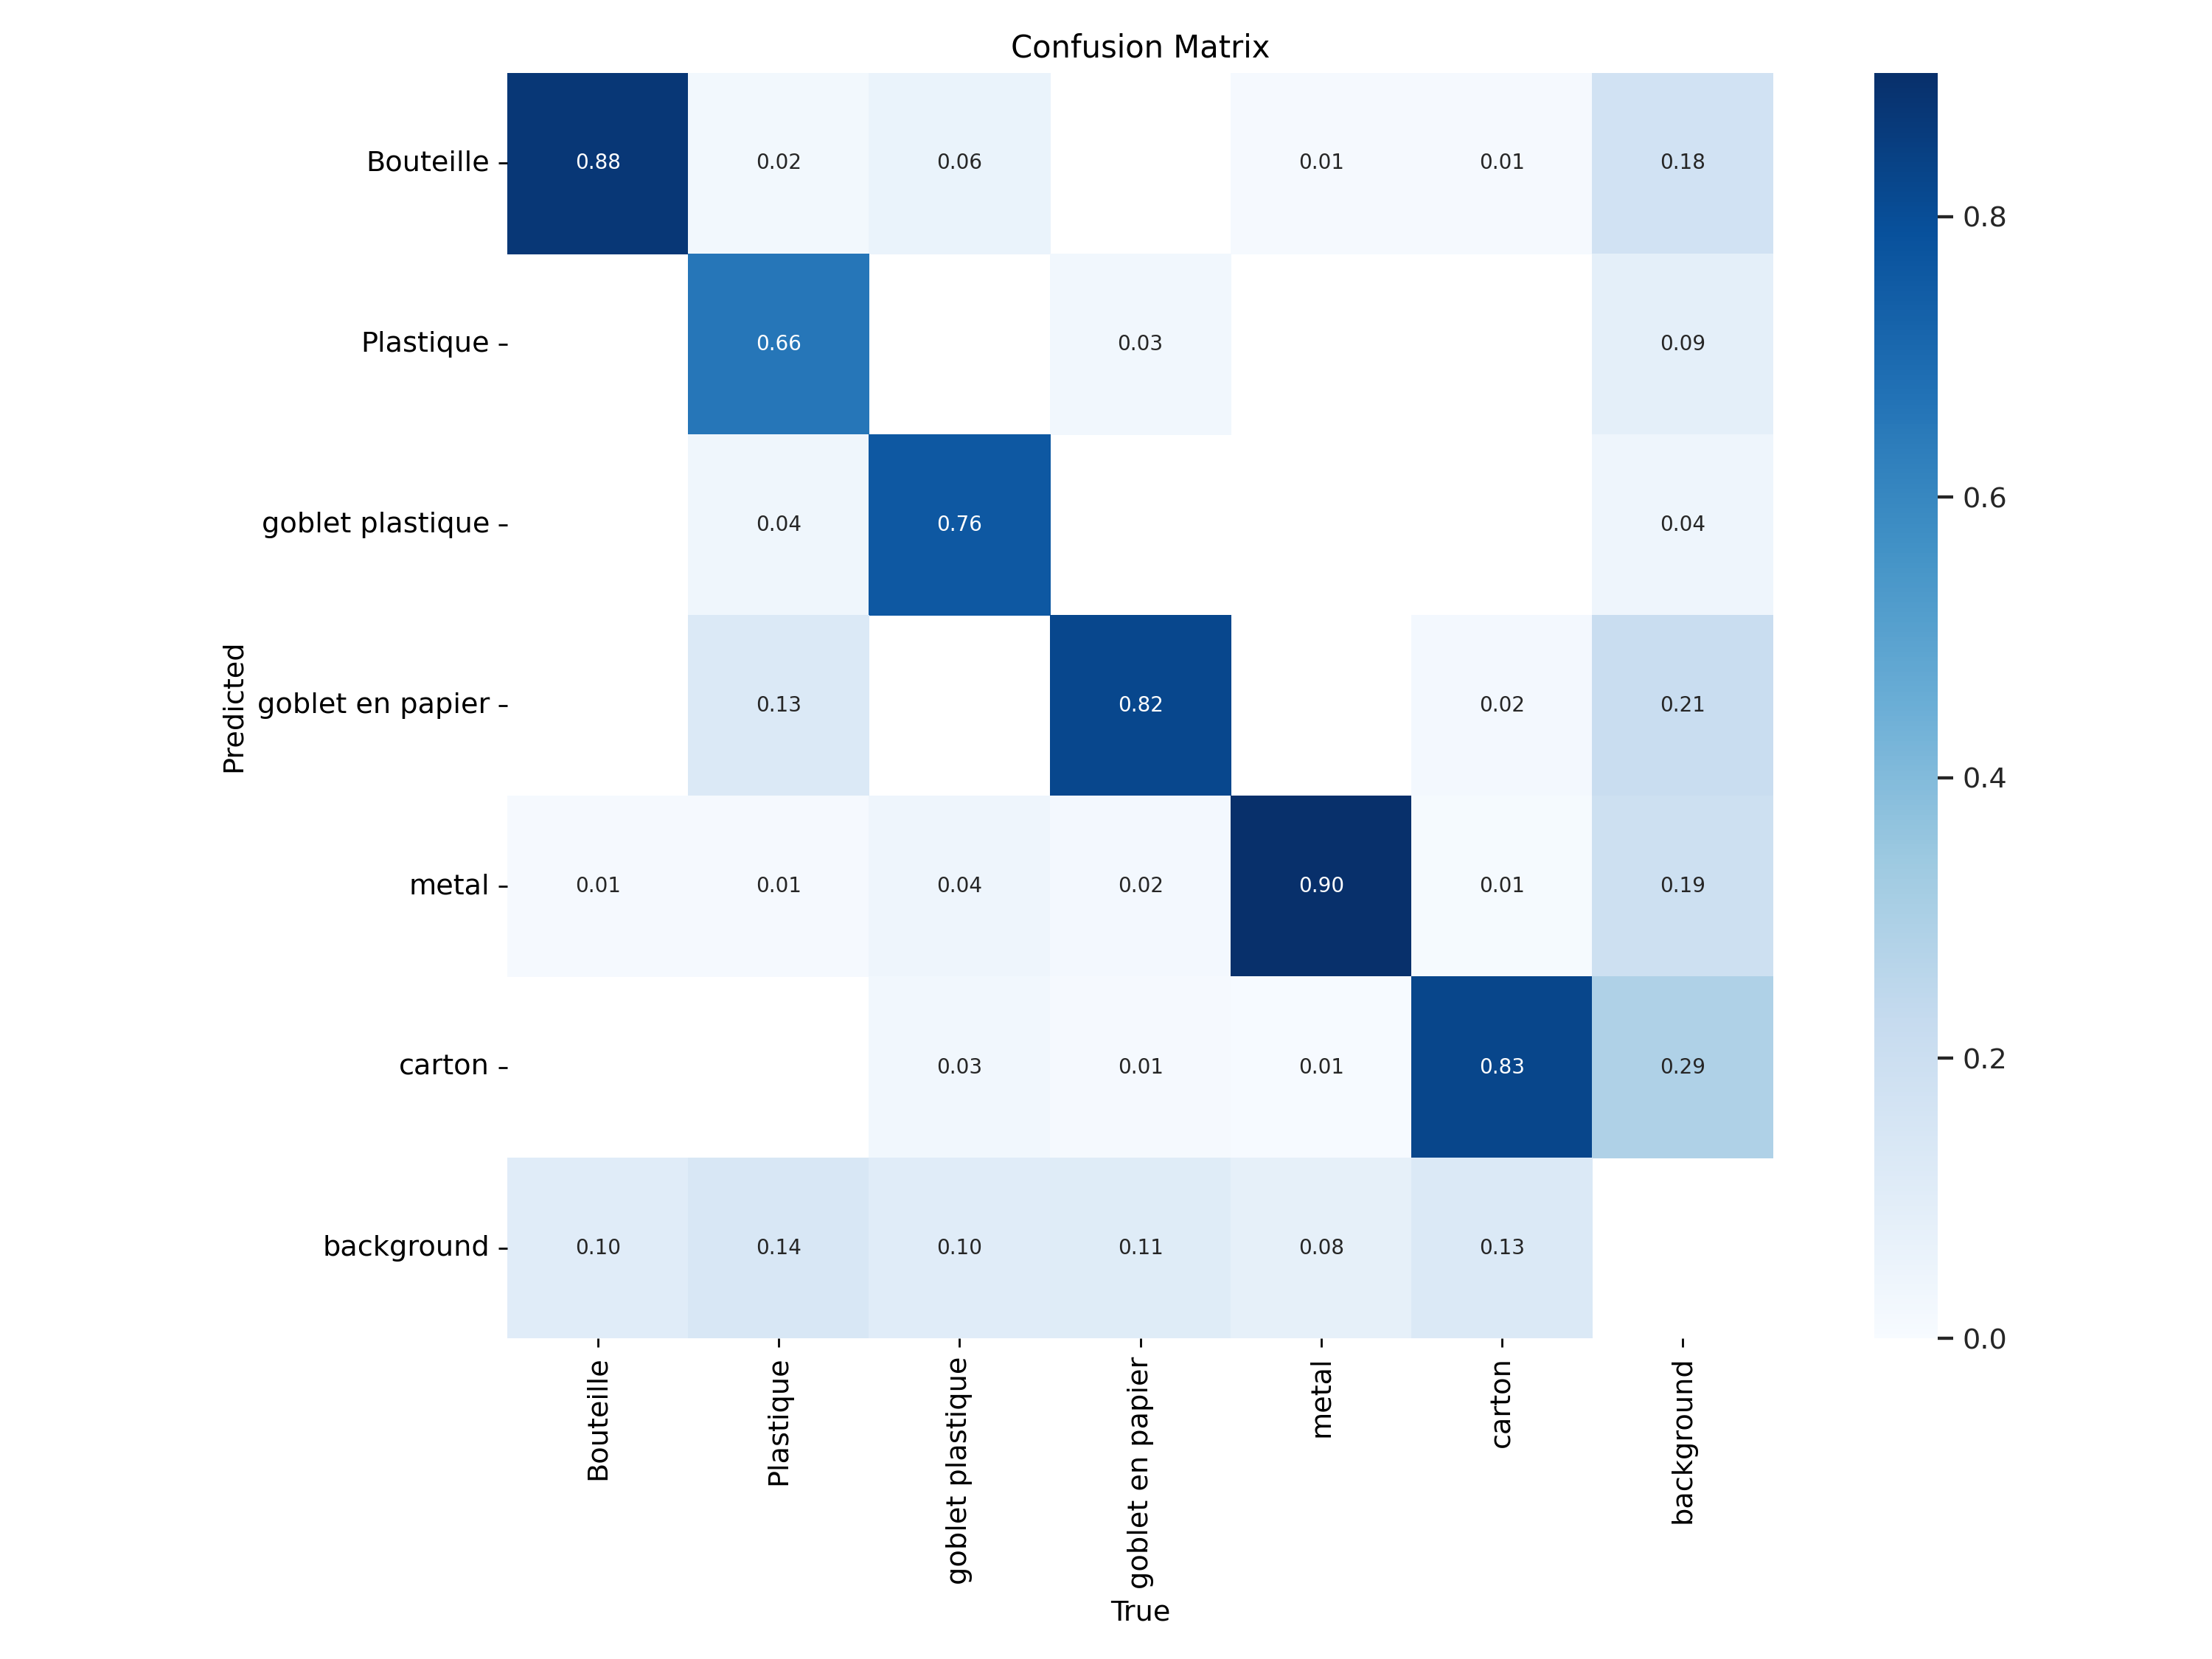 Confusion Matrix
Bouteille 0.88 0.02 0.06 0.01 0.01 0.18
Plastique 0.66 0.03 0.09
goblet plastique 0.04 0.76 0.04
goblet en papier 0.13 0.82 0.02 0.21
metal 0.01 0.01 0.04 0.02 0.90 0.01 0.19
carton 0.03 0.01 0.01 0.83 0.29
background 0.10 0.14 0.10 0.11 0.08 0.13
Predicted
Bouteille
Plastique
goblet plastique
goblet en papier
metal
carton
background
True
0.8
0.6
0.4
0.2
0.0